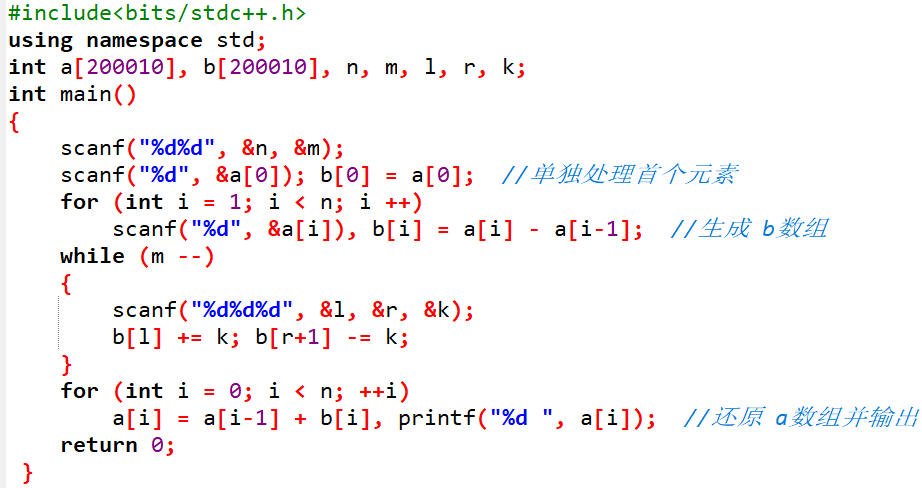 #include<bits/stdc++.h>
using namespace std;
int a[200010], b[200010], n, m, l, r, k;
int main()
{
    scanf("%d%d", &n, &m);
    scanf("%d", &a[0]); b[0] = a[0];  //单独处理首个元素
    for (int i = 1; i < n; i ++)
        scanf("%d", &a[i]), b[i] = a[i] - a[i-1];  //生成 b数组
    while (m --)
    {
        scanf("%d%d%d", &l, &r, &k);
        b[l] += k; b[r+1] -= k;
    }
    for (int i = 0; i < n; ++i)
        a[i] = a[i-1] + b[i], printf("%d ", a[i]);  //还原 a数组并输出
    return 0;
}